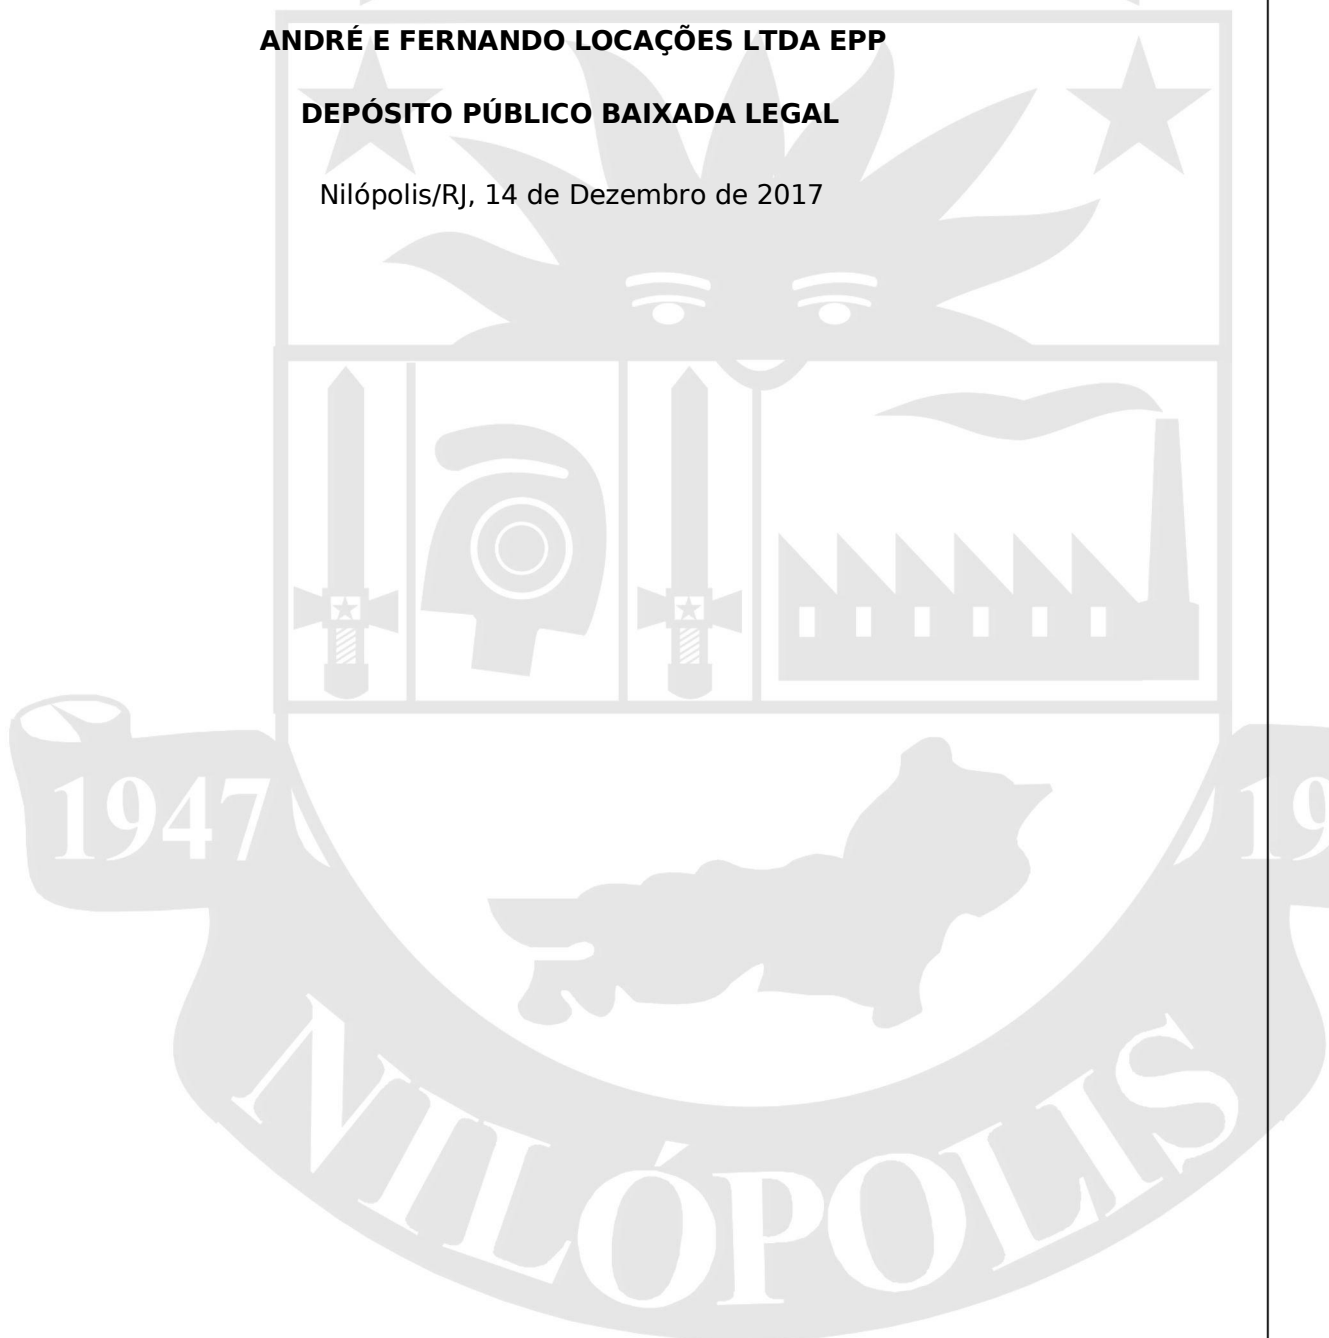 ANDRÉ E FERNANDO LOCAÇÕES LTDA EPP
DEPÓSITO PÚBLICO BAIXADA LEGAL
Nilópolis/RJ, 14 de Dezembro de 2017
1947
19
NILÓPOLIS